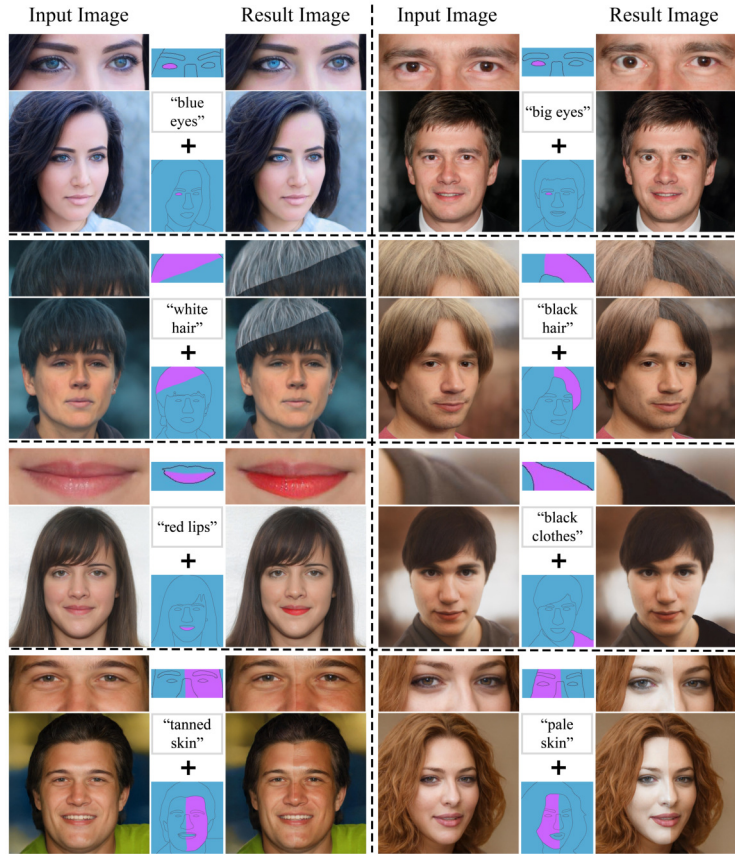 Input Image
Result Image
Input Image
Result Image
“blue
eyes”
+
“big eyes”
+
“white
hair”
+
“black
hair”
+
“red lips”
+
“black
clothes”
+
“tanned
skin”
+
“pale
skin”
+